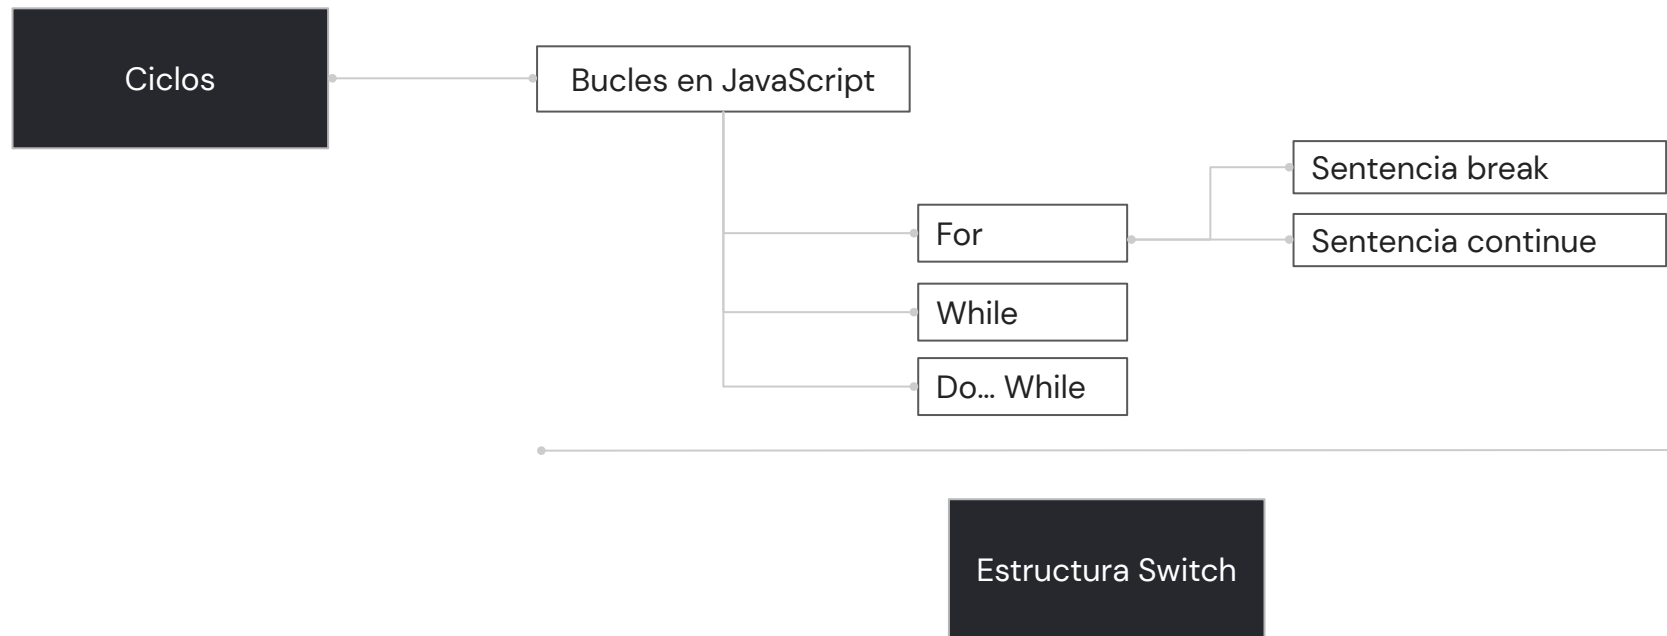 Ciclos
Bucles en JavaScript
Sentencia break
For
Sentencia continue
While
Do... While
Estructura Switch